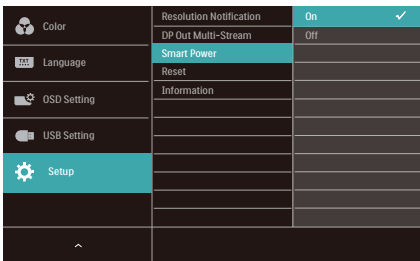 Color
Language
OSD Setting
USB Setting
Setup
Resolution Notification
DP Out Multi-Stream
Smart Power
Reset
Information
On
Off
TXT